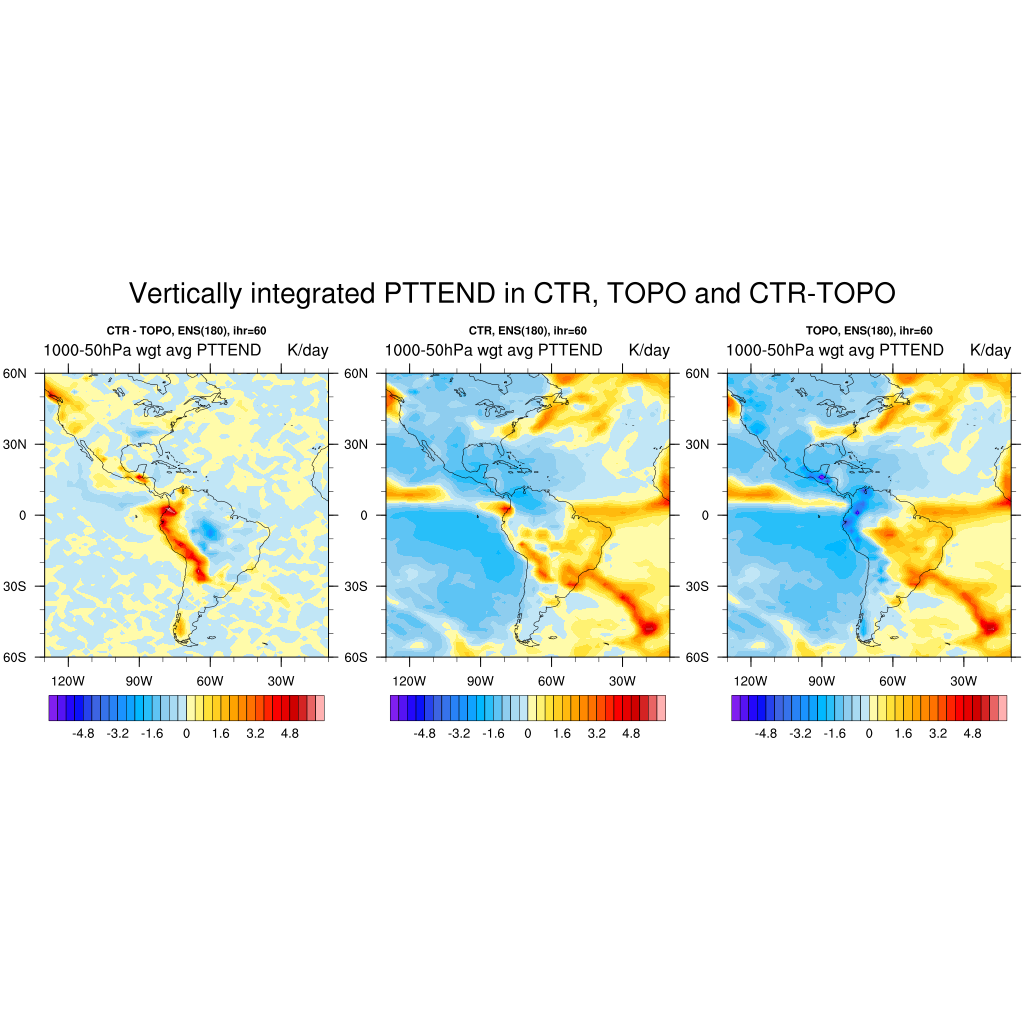 Vertically integrated PTTEND in CTR, TOPO and CTR-TOPO
CTR - TOPO, ENS(180), ihr=60
1000-50hPa wgt avg PTTEND K/day
60N
30N
0
30S
60S
120W 90W 60W 30W
-4.8 -3.2 -1.6 0 1.6 3.2 4.8
CTR, ENS(180), ihr=60
1000-50hPa wgt avg PTTEND K/day
60N
30N
0
30S
60S
120W 90W 60W 30W
-4.8 -3.2 -1.6 0 1.6 3.2 4.8
TOPO, ENS(180), ihr=60
1000-50hPa wgt avg PTTEND K/day
60N
30N
0
30S
60S
120W 90W 60W 30W
-4.8 -3.2 -1.6 0 1.6 3.2 4.8